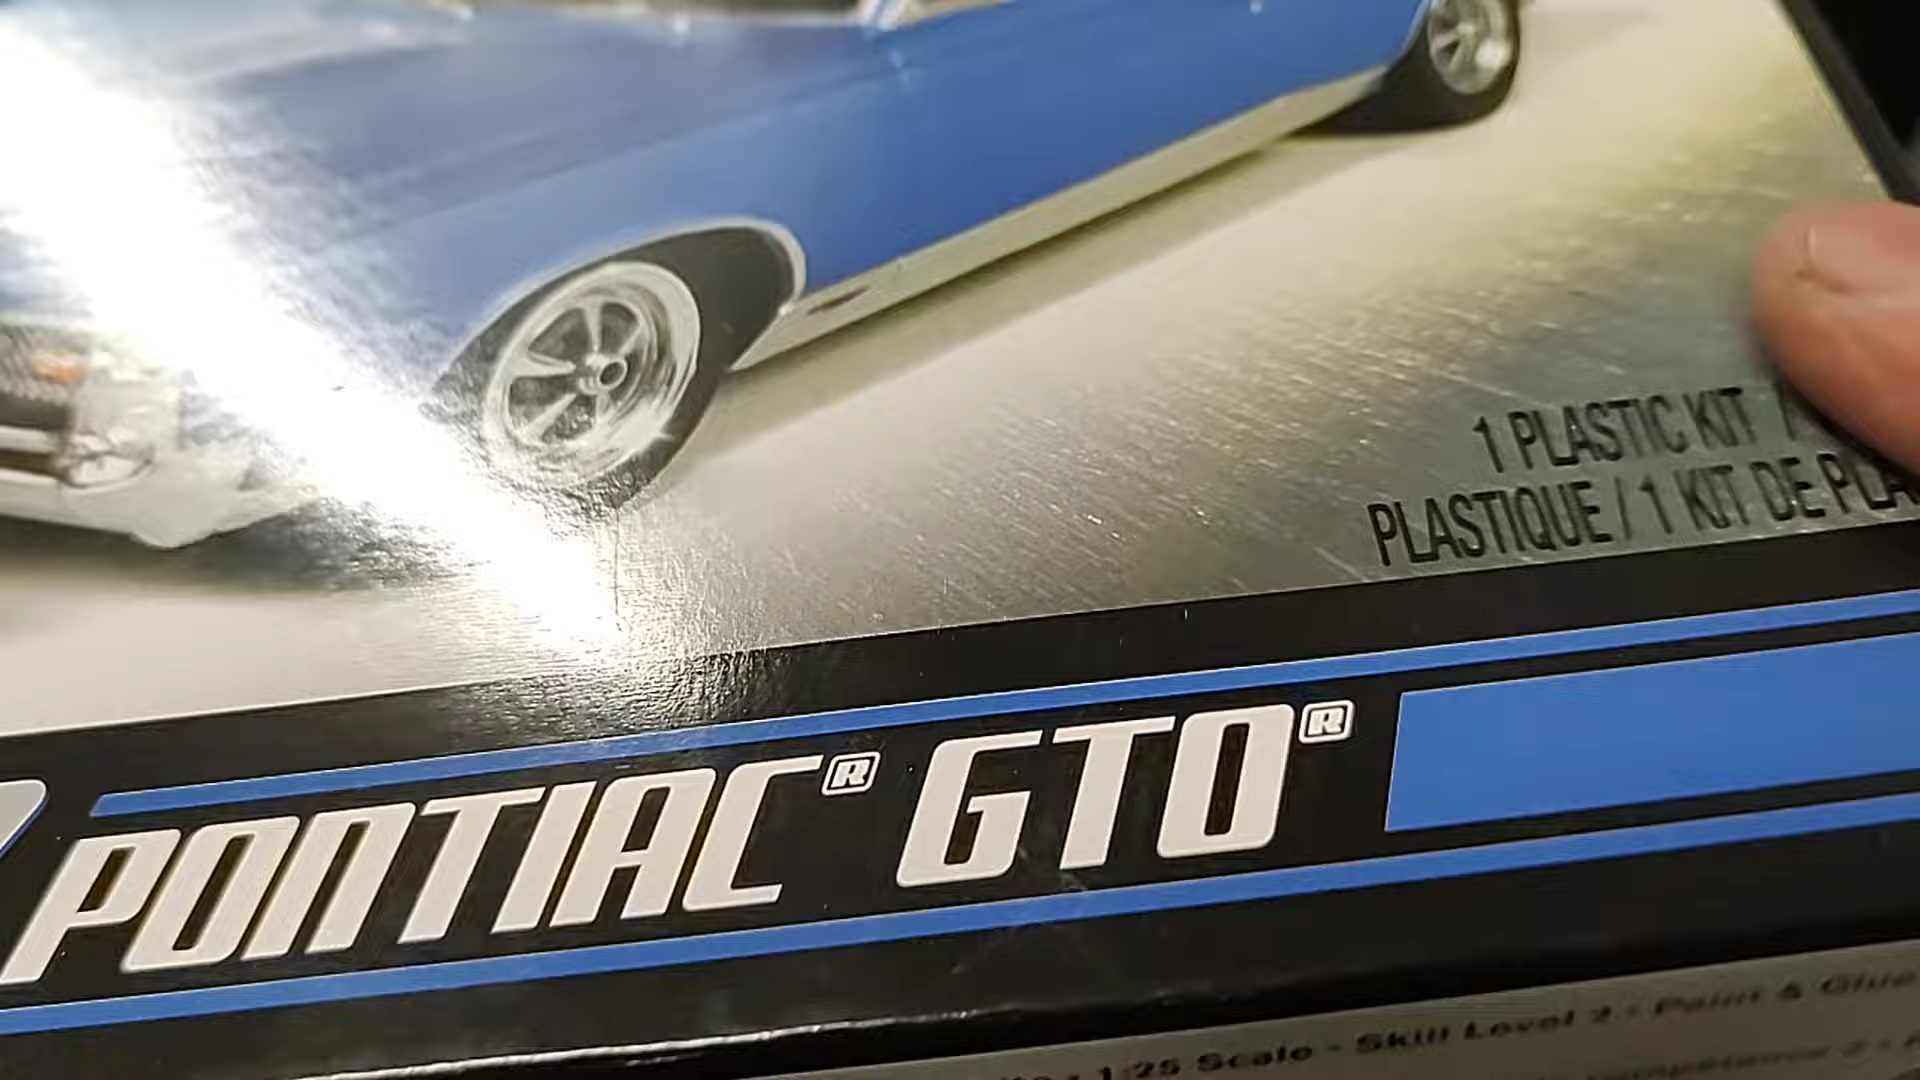 1 PLASTIC KIT /
PLASTIQUE / 1 KIT DE PLA
PONTIAC® GTO®
1:25 Scale - Skill Level 2 - Paint & Glue